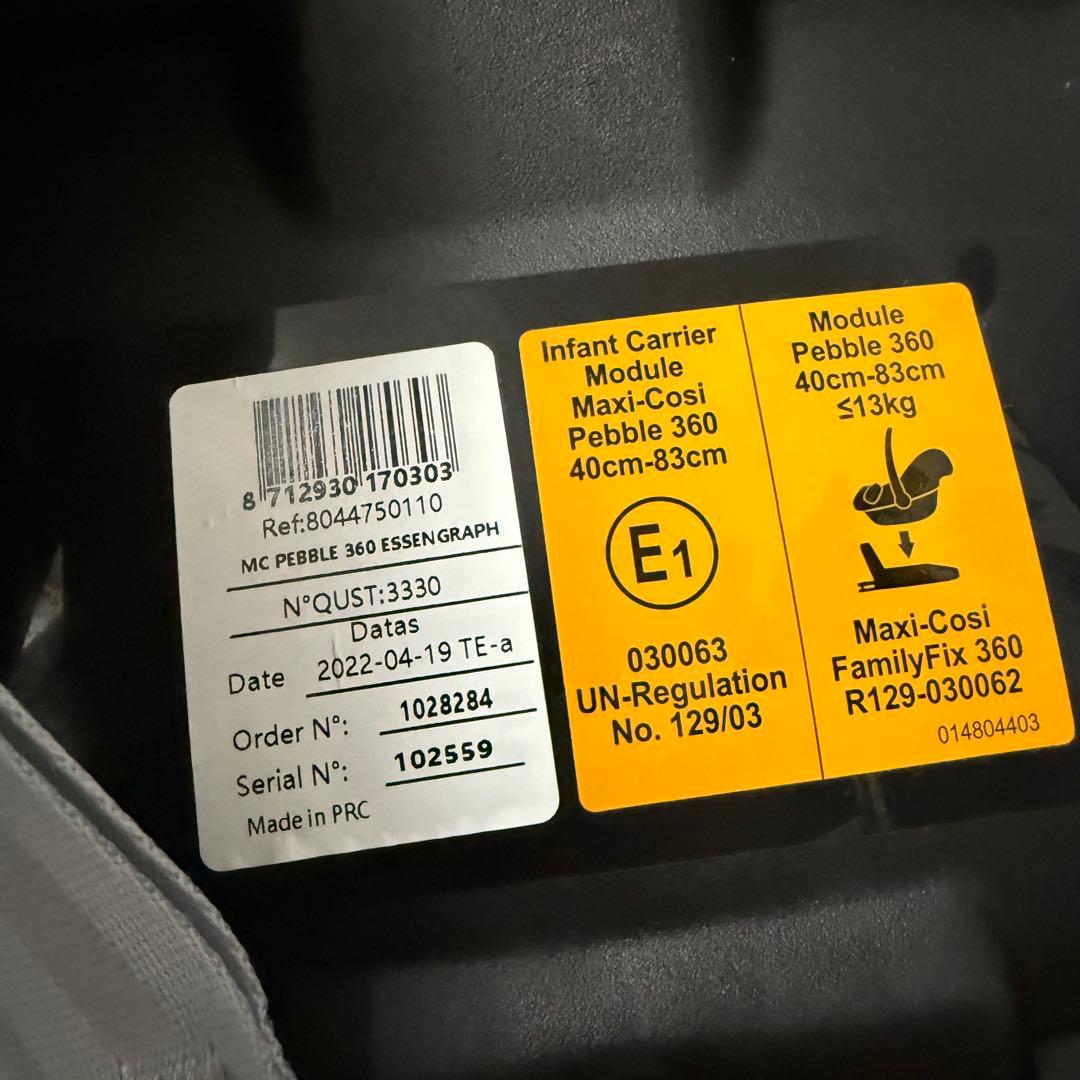 8 712930 170303
Ref:8044750110
MC PEBBLE 360 ESSEN GRAPH
N°QUST:3330
Datas
Date 2022-04-19 TE-a
Order N°: 1028284
Serial N°: 102559
Made in PRC
Infant Carrier
Module
Maxi-Cosi
Pebble 360
40cm-83cm
E1
030063
UN-Regulation
No. 129/03
Module
Pebble 360
40cm-83cm
≤13kg
Maxi-Cosi
FamilyFix 360
R129-030062
014804403